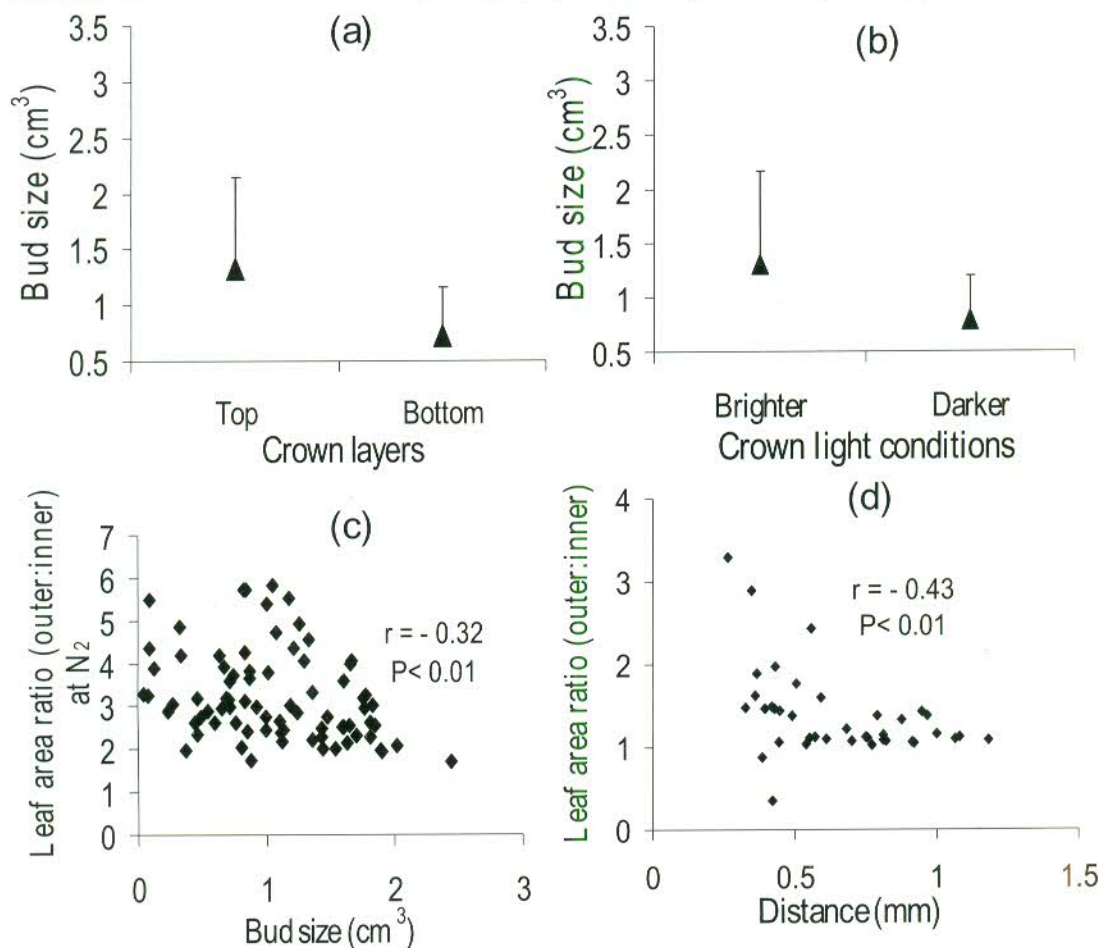 (a)
3.5
3
2.5
2
1.5
1
0.5
Bud size (cm³)
Top
Bottom
Crown layers
(b)
3.5
3
2.5
2
1.5
1
0.5
Bud size (cm³)
Brighter
Darker
Crown light conditions
(c)
7
6
5
4
3
2
1
0
Leaf area ratio (outer:inner)
at N₂
r = - 0.32
P< 0.01
0
1
2
3
Bud size (cm³)
(d)
4
3
2
1
0
Leaf area ratio (outer:inner)
r = - 0.43
P< 0.01
0
0.5
1
1.5
Distance (mm)